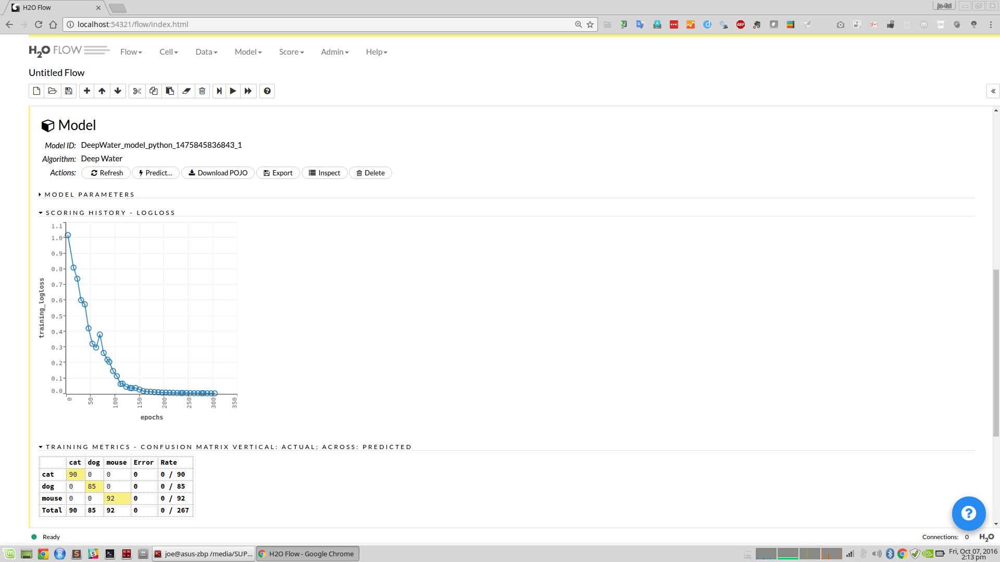 H2O Flow
Jo-fai
localhost:54321/flow/index.html
H2O FLOW
Flow Cell Data Model Score Admin Help
Untitled Flow
Model
Model ID: DeepWater_model_python_1475845836843_1
Algorithm: Deep Water
Actions: Refresh Predict... Download POJO Export Inspect Delete
MODEL PARAMETERS
SCORING HISTORY - LOGLOSS
1.1
1.0
0.9
0.8
0.7
0.6
0.5
0.4
0.3
0.2
0.1
0.0
training_logloss
0 50 100 150 200 250 300 350
epochs
TRAINING METRICS - CONFUSION MATRIX VERTICAL: ACTUAL; ACROSS: PREDICTED
cat dog mouse Error Rate
cat 90 0 0 0 0 / 90
dog 0 85 0 0 0 / 85
mouse 0 0 92 0 0 / 92
Total 90 85 92 0 0 / 267
Ready
Connections: 0 H2O
joe@asus-zbp /media/SUP...
H2O Flow - Google Chrome
Fri, Oct 07, 2016
2:13 pm